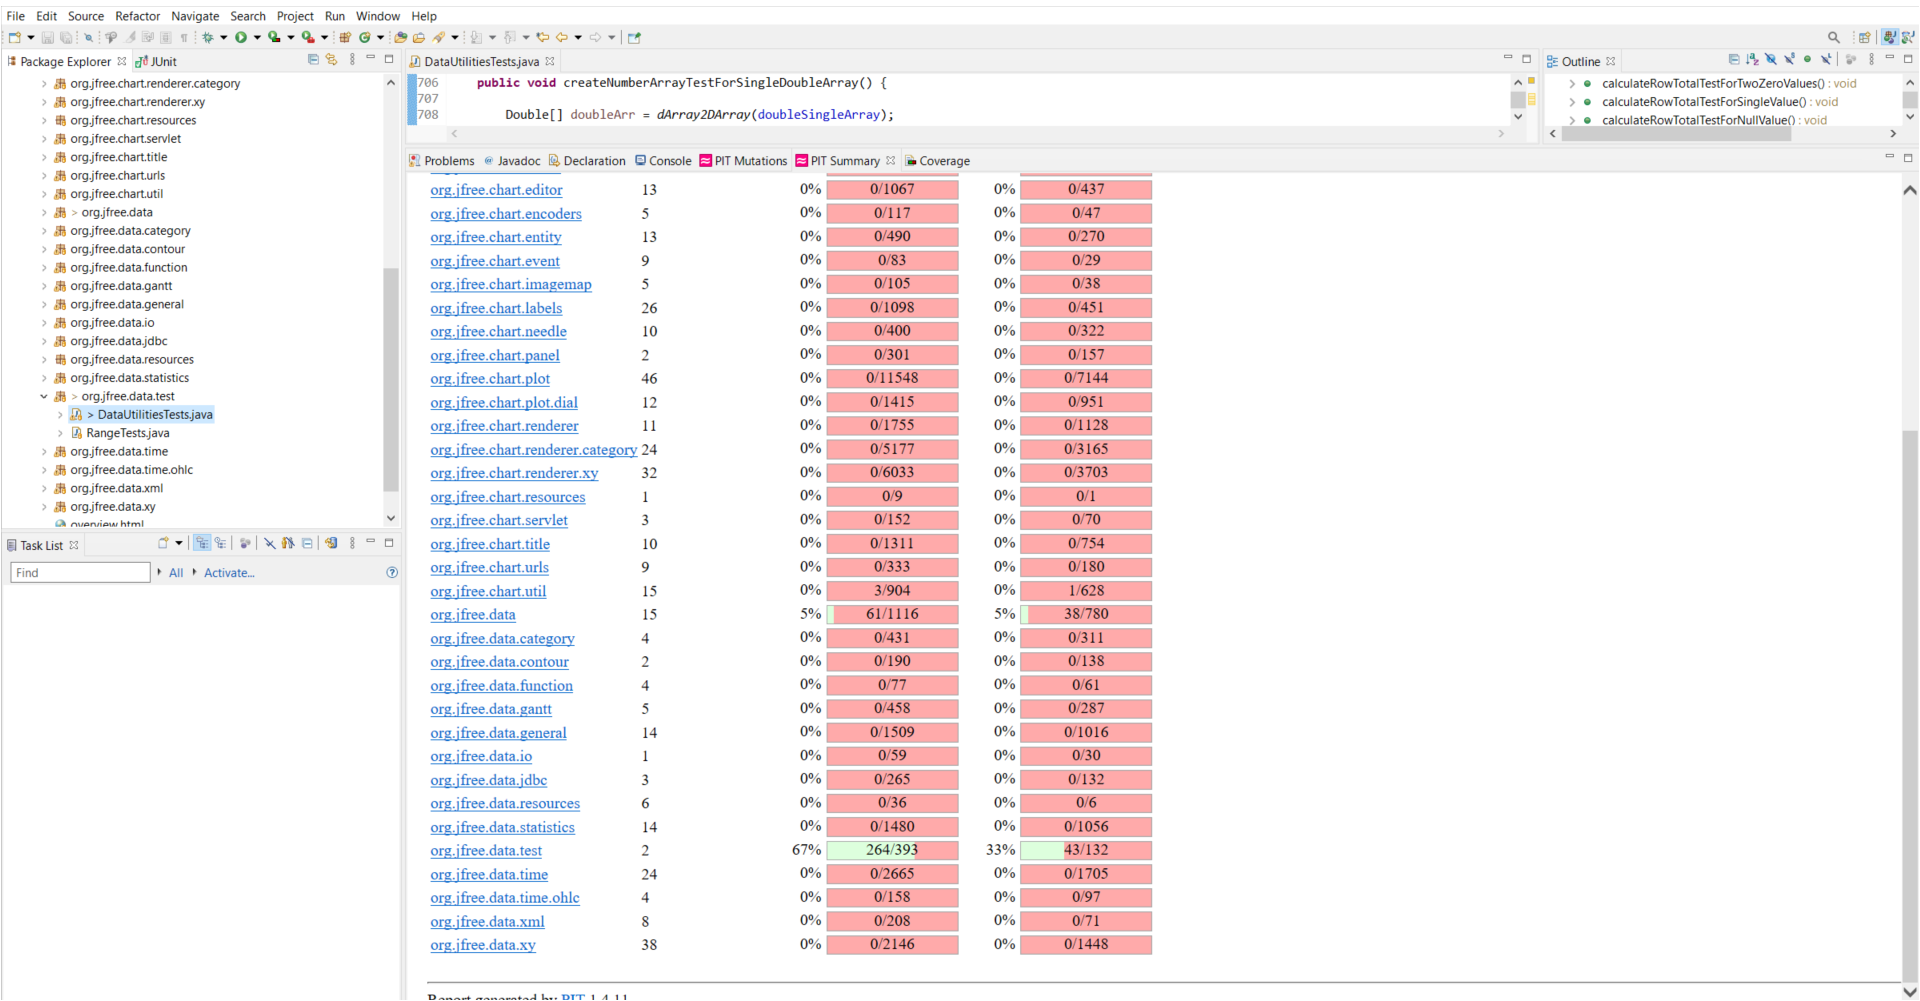 File Edit Source Refactor Navigate Search Project Run Window Help
Package Explorer
JUnit
org.jfree.chart.renderer.category
org.jfree.chart.renderer.xy
org.jfree.chart.resources
org.jfree.chart.servlet
org.jfree.chart.title
org.jfree.chart.urls
org.jfree.chart.util
> org.jfree.data
org.jfree.data.category
org.jfree.data.contour
org.jfree.data.function
org.jfree.data.gantt
org.jfree.data.general
org.jfree.data.io
org.jfree.data.jdbc
org.jfree.data.resources
org.jfree.data.statistics
> org.jfree.data.test
> DataUtilitiesTests.java
RangeTests.java
org.jfree.data.time
org.jfree.data.time.ohlc
org.jfree.data.xml
org.jfree.data.xy
overview.html
Task List
Find
All
Activate...
DataUtilitiesTests.java
706 public void createNumberArrayTestForSingleDoubleArray() {
707
708 Double[] doubleArr = dArray2DArray(doubleSingleArray);
Outline
calculateRowTotalTestForTwoZeroValues() : void
calculateRowTotalTestForSingleValue() : void
calculateRowTotalTestForNullValue() : void
Problems @ Javadoc Declaration Console PIT Mutations PIT Summary Coverage
org.jfree.chart.editor 13 0% 0/1067 0% 0/437
org.jfree.chart.encoders 5 0% 0/117 0% 0/47
org.jfree.chart.entity 13 0% 0/490 0% 0/270
org.jfree.chart.event 9 0% 0/83 0% 0/29
org.jfree.chart.imagemap 5 0% 0/105 0% 0/38
org.jfree.chart.labels 26 0% 0/1098 0% 0/451
org.jfree.chart.needle 10 0% 0/400 0% 0/322
org.jfree.chart.panel 2 0% 0/301 0% 0/157
org.jfree.chart.plot 46 0% 0/11548 0% 0/7144
org.jfree.chart.plot.dial 12 0% 0/1415 0% 0/951
org.jfree.chart.renderer 11 0% 0/1755 0% 0/1128
org.jfree.chart.renderer.category 24 0% 0/5177 0% 0/3165
org.jfree.chart.renderer.xy 32 0% 0/6033 0% 0/3703
org.jfree.chart.resources 1 0% 0/9 0% 0/1
org.jfree.chart.servlet 3 0% 0/152 0% 0/70
org.jfree.chart.title 10 0% 0/1311 0% 0/754
org.jfree.chart.urls 9 0% 0/333 0% 0/180
org.jfree.chart.util 15 0% 3/904 0% 1/628
org.jfree.data 15 5% 61/1116 5% 38/780
org.jfree.data.category 4 0% 0/431 0% 0/311
org.jfree.data.contour 2 0% 0/190 0% 0/138
org.jfree.data.function 4 0% 0/77 0% 0/61
org.jfree.data.gantt 5 0% 0/458 0% 0/287
org.jfree.data.general 14 0% 0/1509 0% 0/1016
org.jfree.data.io 1 0% 0/59 0% 0/30
org.jfree.data.jdbc 3 0% 0/265 0% 0/132
org.jfree.data.resources 6 0% 0/36 0% 0/6
org.jfree.data.statistics 14 0% 0/1480 0% 0/1056
org.jfree.data.test 2 67% 264/393 33% 43/132
org.jfree.data.time 24 0% 0/2665 0% 0/1705
org.jfree.data.time.ohlc 4 0% 0/158 0% 0/97
org.jfree.data.xml 8 0% 0/208 0% 0/71
org.jfree.data.xy 38 0% 0/2146 0% 0/1448
Report generated by PIT 1.4.11